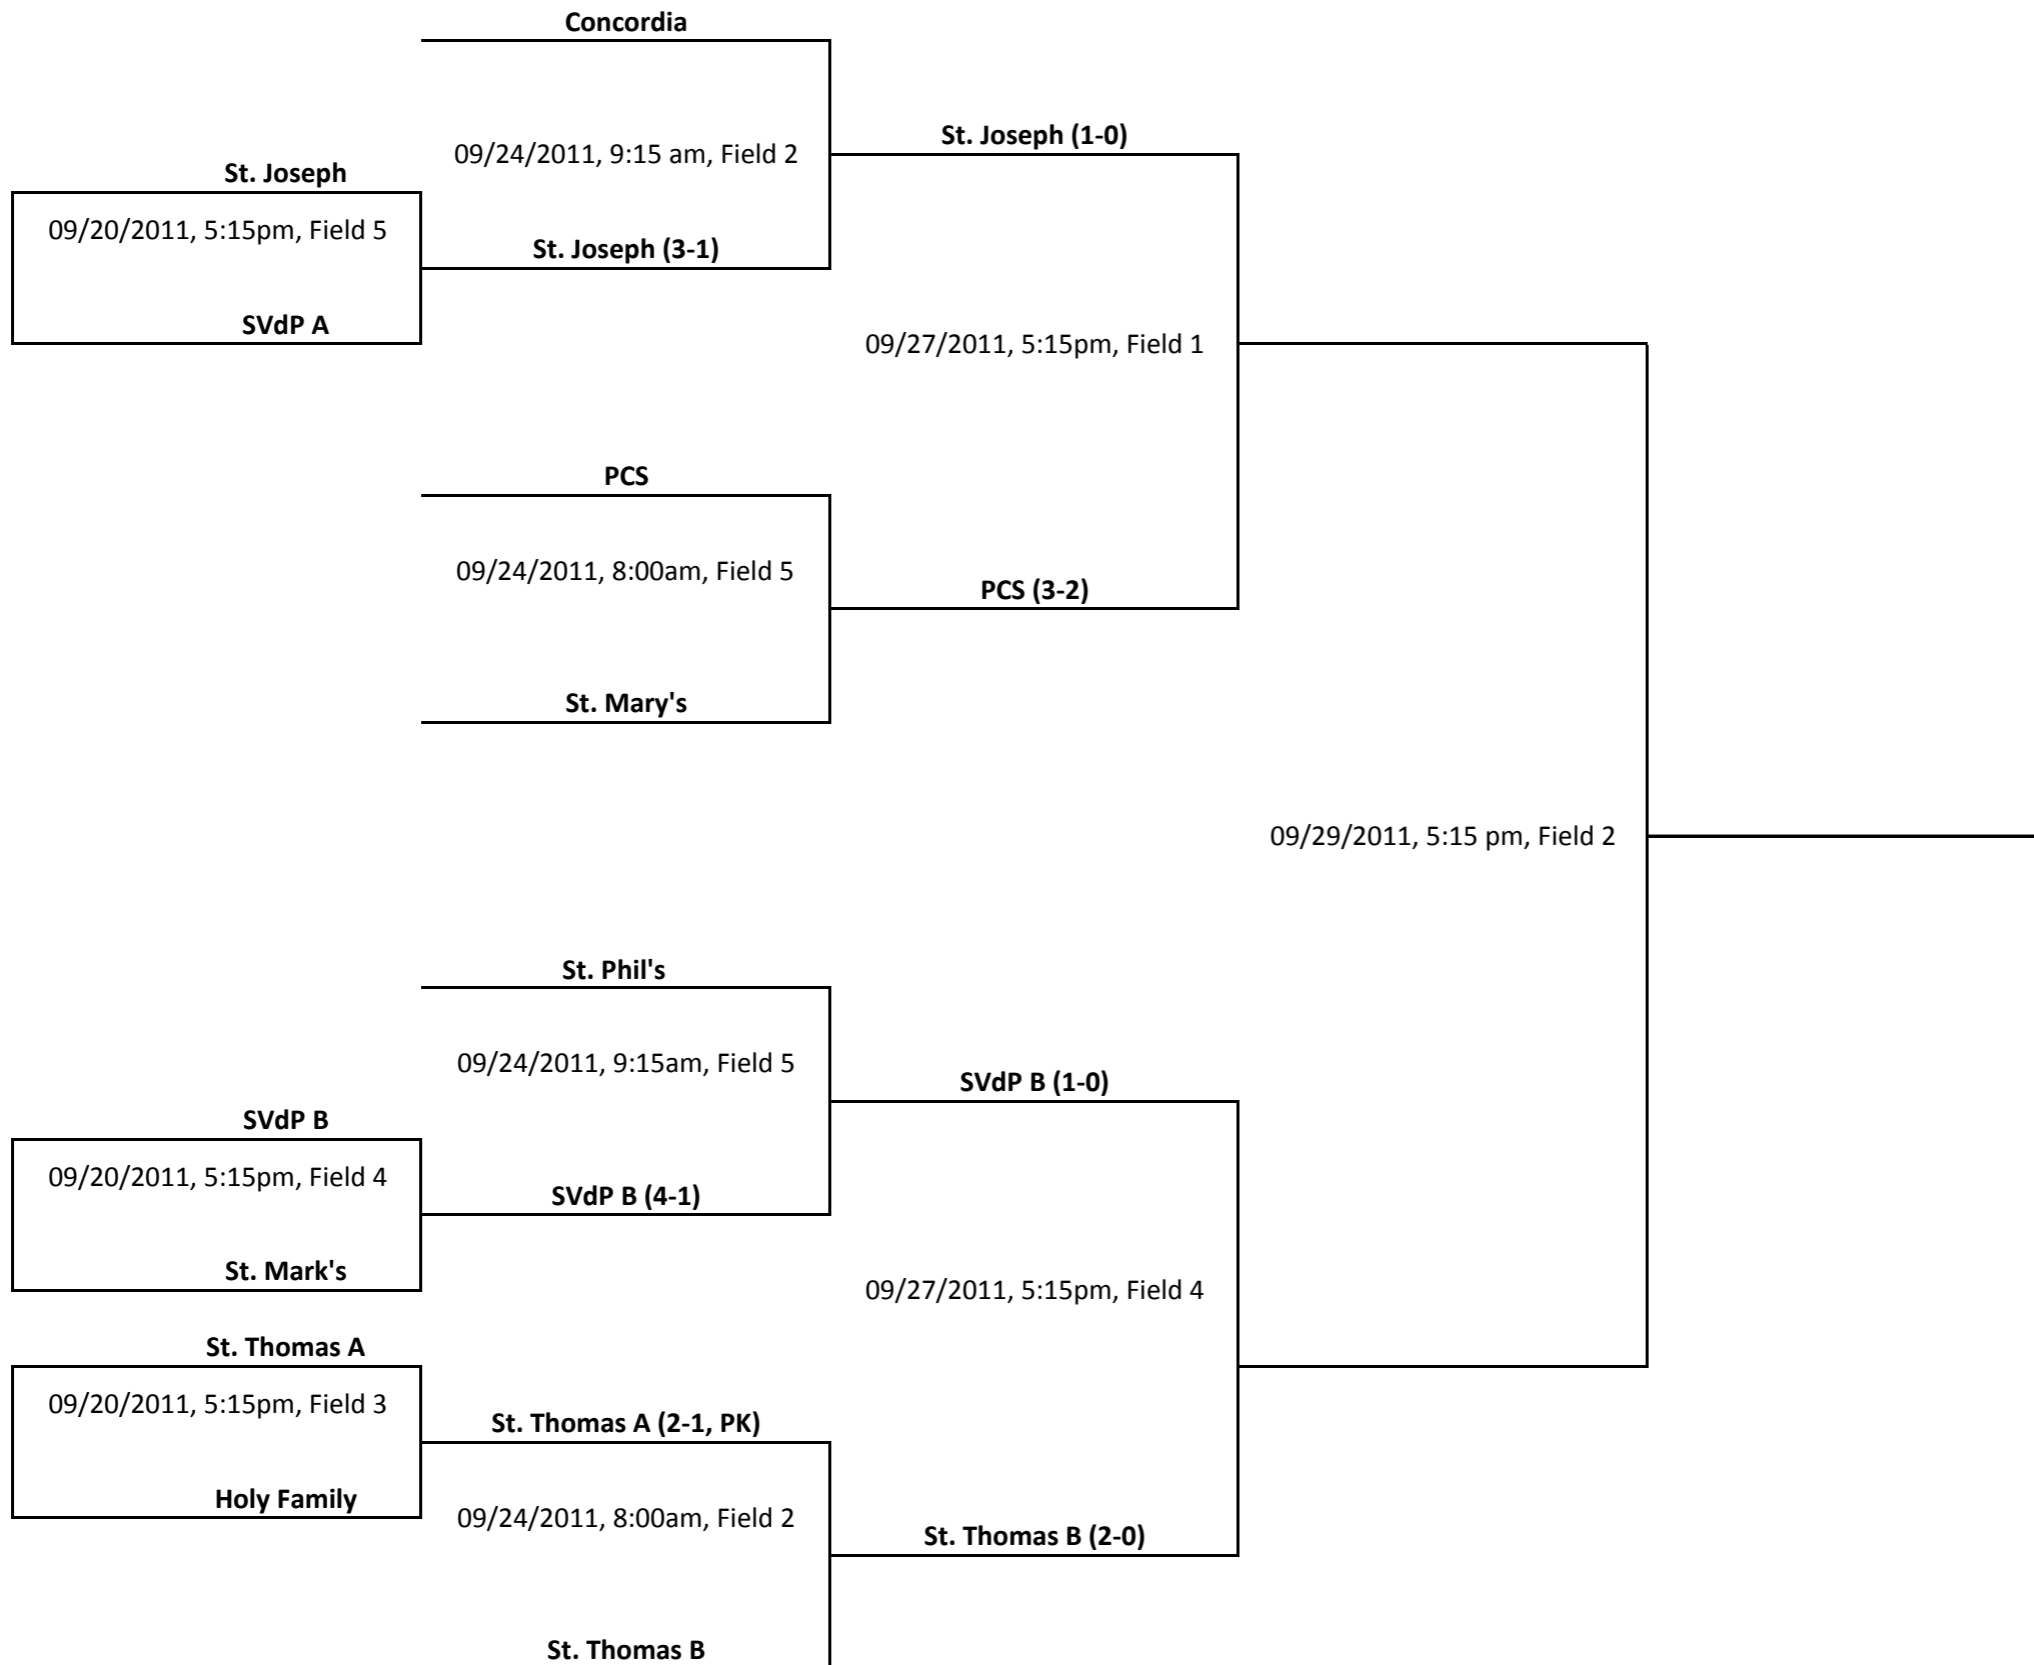 Concordia
09/24/2011, 9:15 am, Field 2
St. Joseph (1-0)
St. Joseph
09/20/2011, 5:15pm, Field 5
St. Joseph (3-1)
SVdP A
09/27/2011, 5:15pm, Field 1
PCS
09/24/2011, 8:00am, Field 5
PCS (3-2)
St. Mary's
09/29/2011, 5:15 pm, Field 2
St. Phil's
09/24/2011, 9:15am, Field 5
SVdP B (1-0)
SVdP B
09/20/2011, 5:15pm, Field 4
SVdP B (4-1)
St. Mark's
09/27/2011, 5:15pm, Field 4
St. Thomas A
09/20/2011, 5:15pm, Field 3
St. Thomas A (2-1, PK)
Holy Family
09/24/2011, 8:00am, Field 2
St. Thomas B (2-0)
St. Thomas B